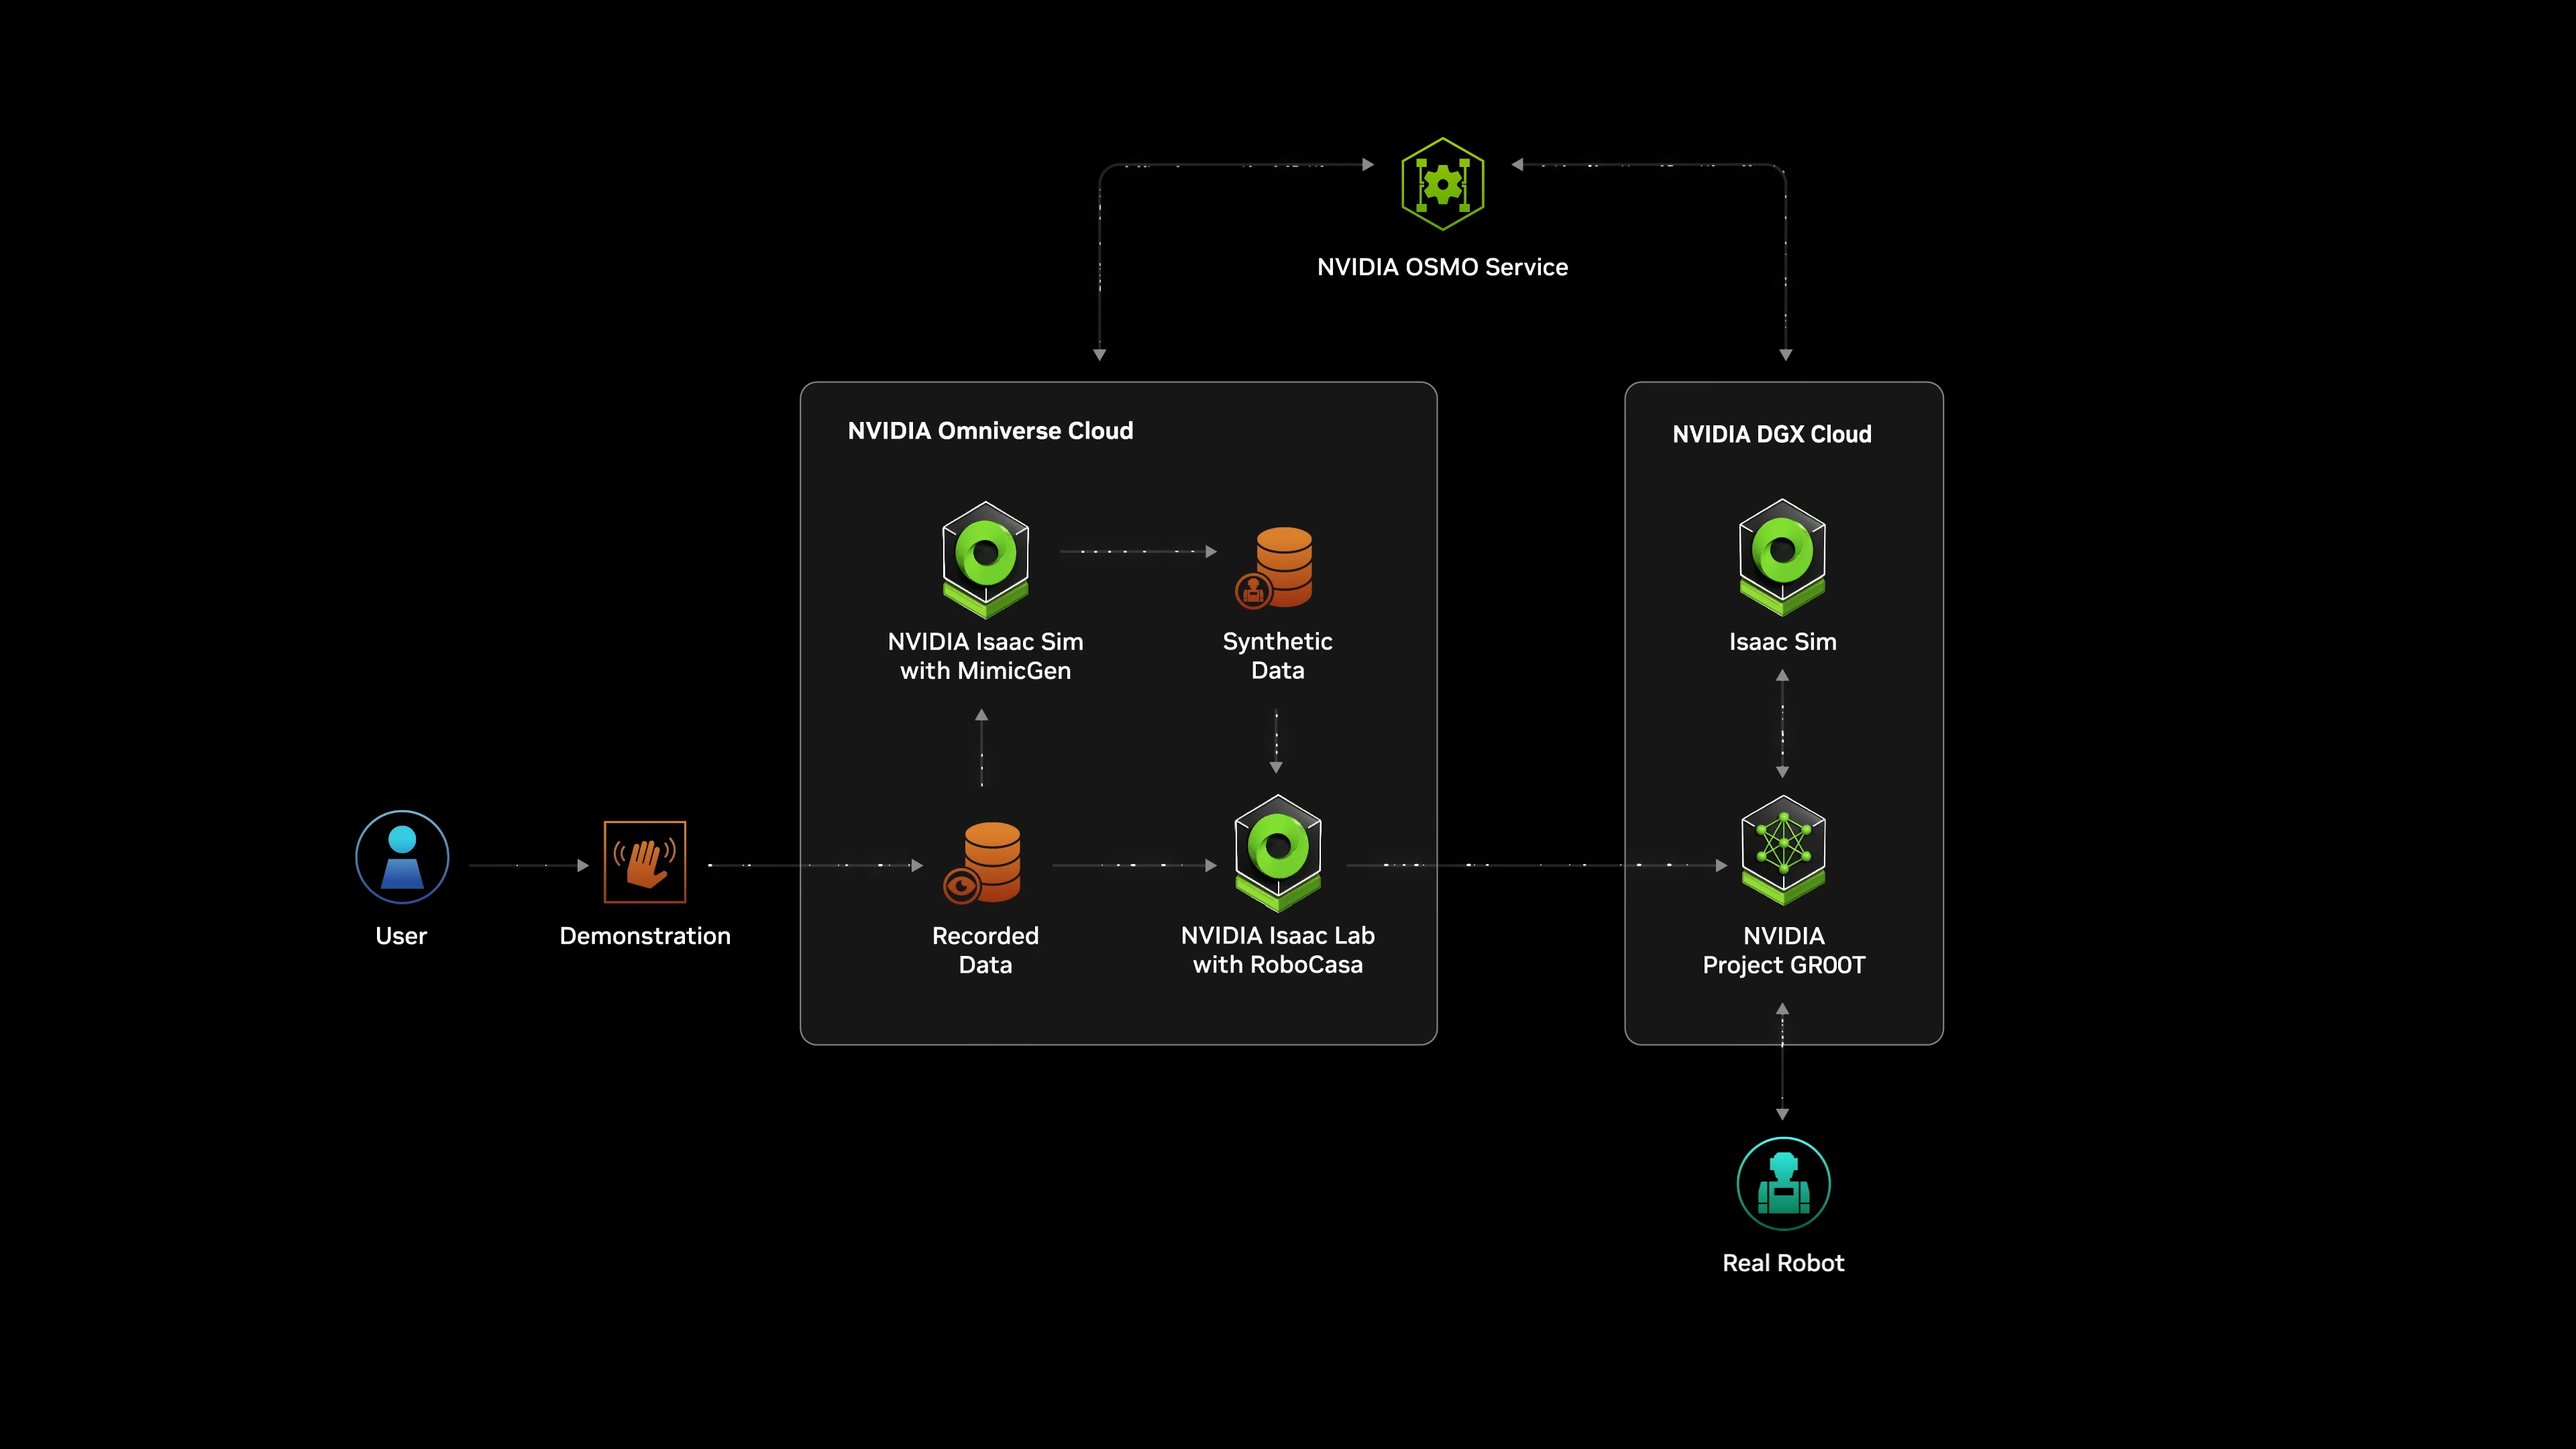 NVIDIA OSMO Service
NVIDIA Omniverse Cloud
NVIDIA Isaac Sim
with MimicGen
Synthetic
Data
Recorded
Data
NVIDIA Isaac Lab
with RoboCasa
NVIDIA DGX Cloud
Isaac Sim
NVIDIA
Project GR00T
User
Demonstration
Real Robot